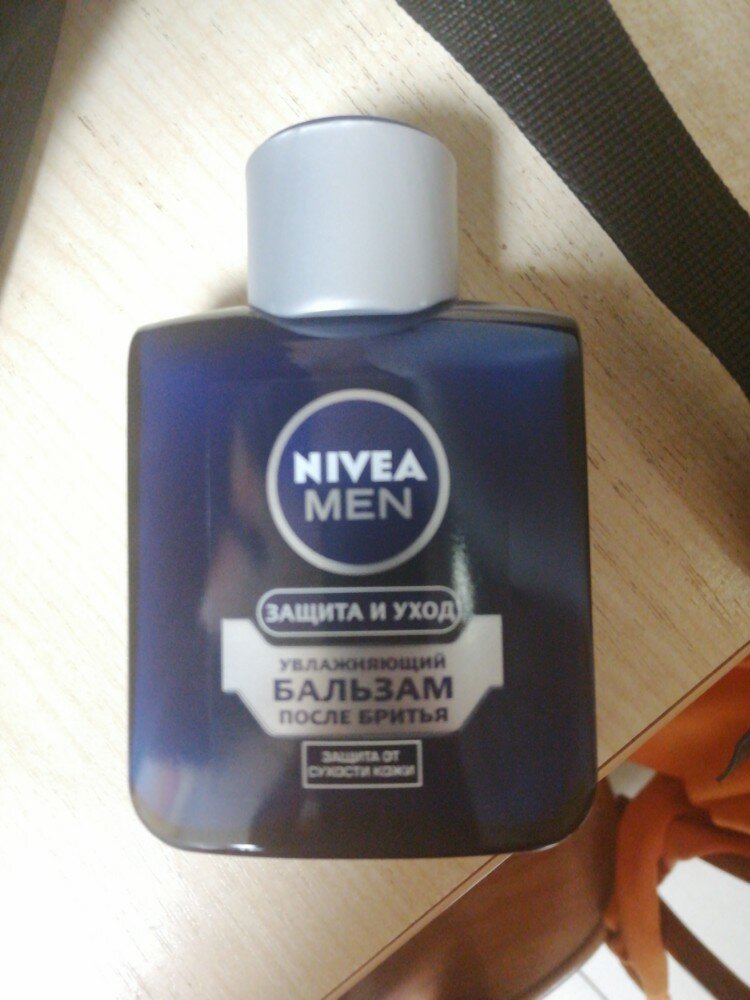 NIVEA
MEN
ЗАЩИТА И УХОД
УВЛАЖНЯЮЩИЙ
БАЛЬЗАМ
ПОСЛЕ БРИТЬЯ
ЗАЩИТА ОТ
СУХОСТИ КОЖИ